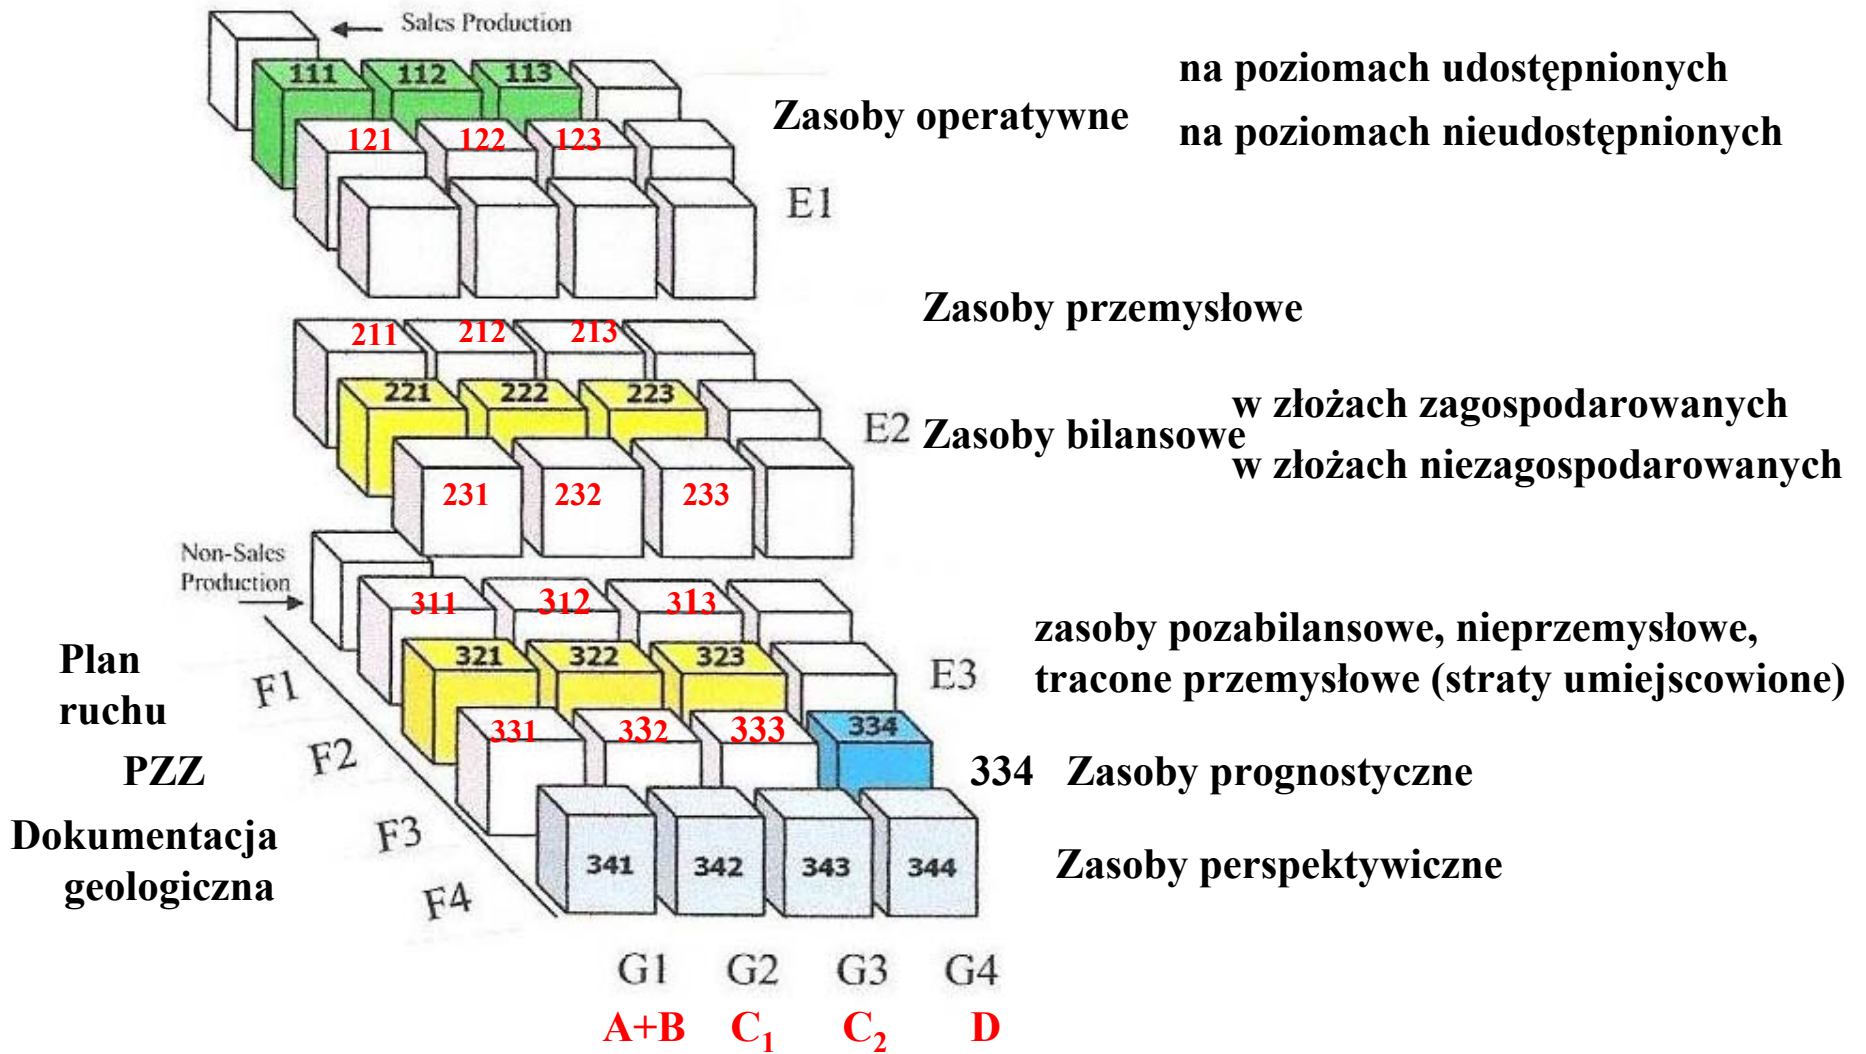 Sales Production
111 112 113
na poziomach udostępnionych
Zasoby operatywne
na poziomach nieudostępnionych
121 122 123
E1
Zasoby przemysłowe
211 212 213
221 222 223
w złożach zagospodarowanych
E2 Zasoby bilansowe
w złożach niezagospodarowanych
231 232 233
Non-Sales
Production
311 312 313
zasoby pozabilansowe, nieprzemysłowe,
tracone przemysłowe (straty umiejscowione)
321 322 323
E3
Plan
ruchu
F1
331 332 333 334
F2
PZZ
334 Zasoby prognostyczne
F3
Dokumentacja
geologiczna
341 342 343 344
Zasoby perspektywiczne
F4
G1 G2 G3 G4
A+B C1 C2 D